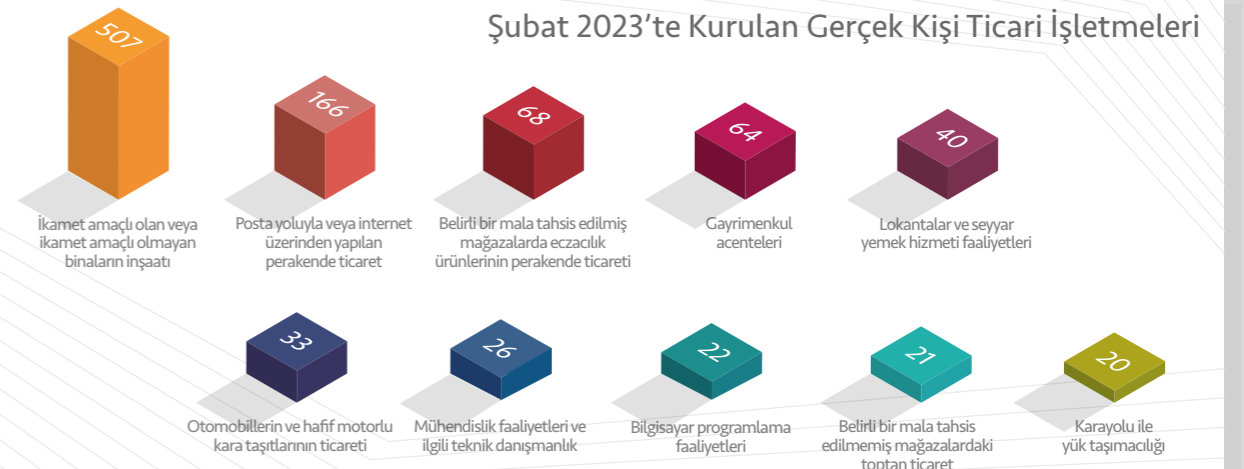 Şubat 2023’te Kurulan Gerçek Kişi Ticari İşletmeleri
507
İkamet amaçlı olan veya
ikamet amaçlı olmayan
binaların inşaatı
166
Posta yoluyla veya internet
üzerinden yapılan
perakende ticaret
68
Belirli bir mala tahsis edilmiş
mağazalarda eczacılık
ürünlerinin perakende ticareti
64
Gayrimenkul
acenteleri
40
Lokantalar ve seyyar
yemek hizmeti faaliyetleri
33
Otomobillerin ve hafif motorlu
kara taşıtlarının ticareti
26
Mühendislik faaliyetleri ve
ilgili teknik danışmanlık
22
Bilgisayar programlama
faaliyetleri
21
Belirli bir mala tahsis
edilmemiş mağazalardaki
toptan ticaret
20
Karayolu ile
yük taşımacılığı